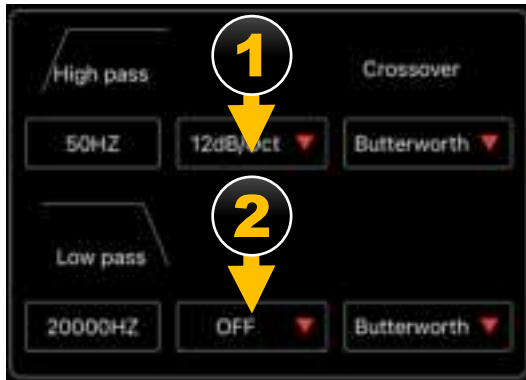 1
High pass
Crossover
50HZ
12dB/Oct
Butterworth
2
Low pass
20000HZ
OFF
Butterworth